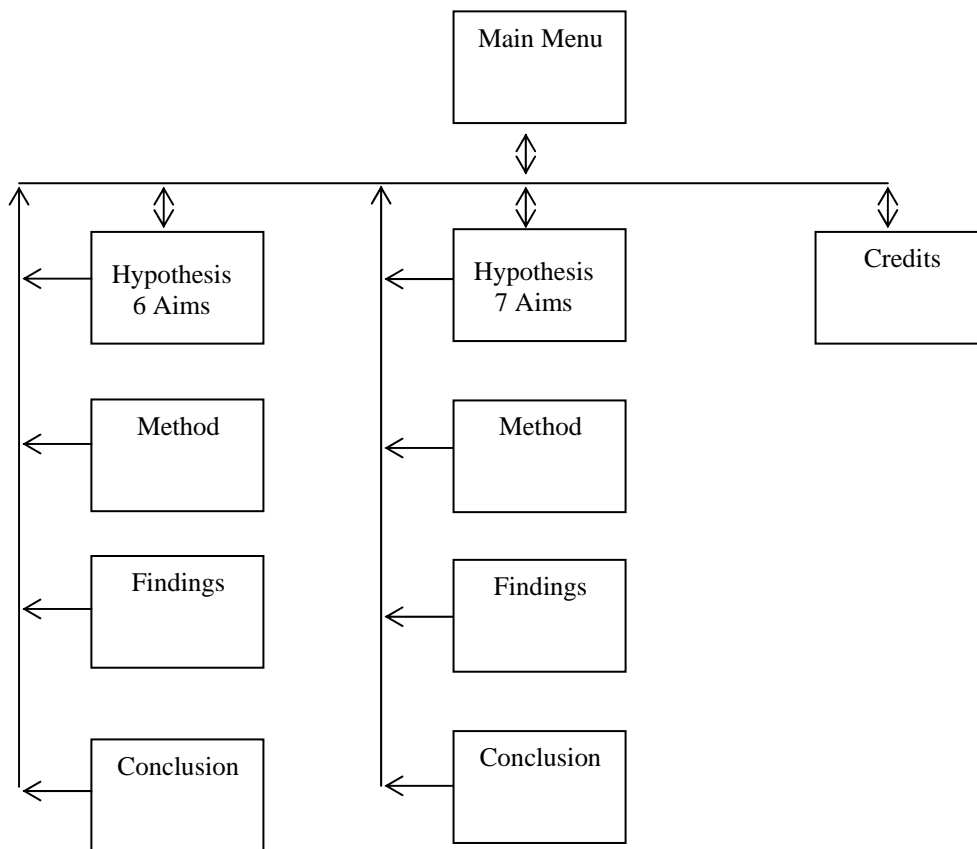 Main Menu
Hypothesis
6 Aims
Hypothesis
7 Aims
Credits
Method
Method
Findings
Findings
Conclusion
Conclusion